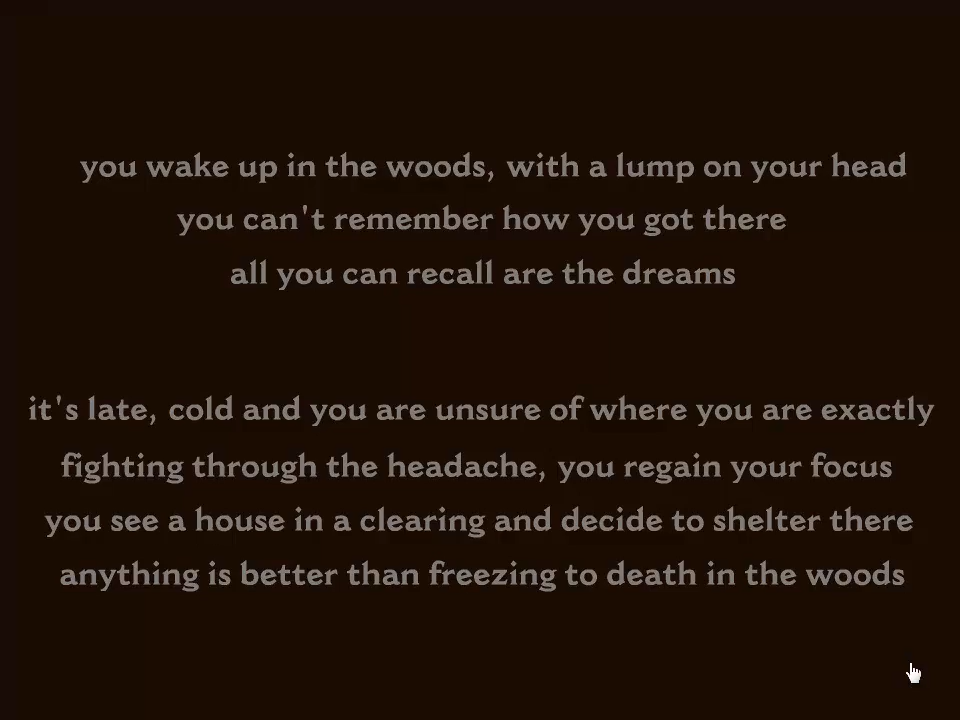 you wake up in the woods, with a lump on your head
you can't remember how you got there
all you can recall are the dreams
it's late, cold and you are unsure of where you are exactly
fighting through the headache, you regain your focus
you see a house in a clearing and decide to shelter there
anything is better than freezing to death in the woods